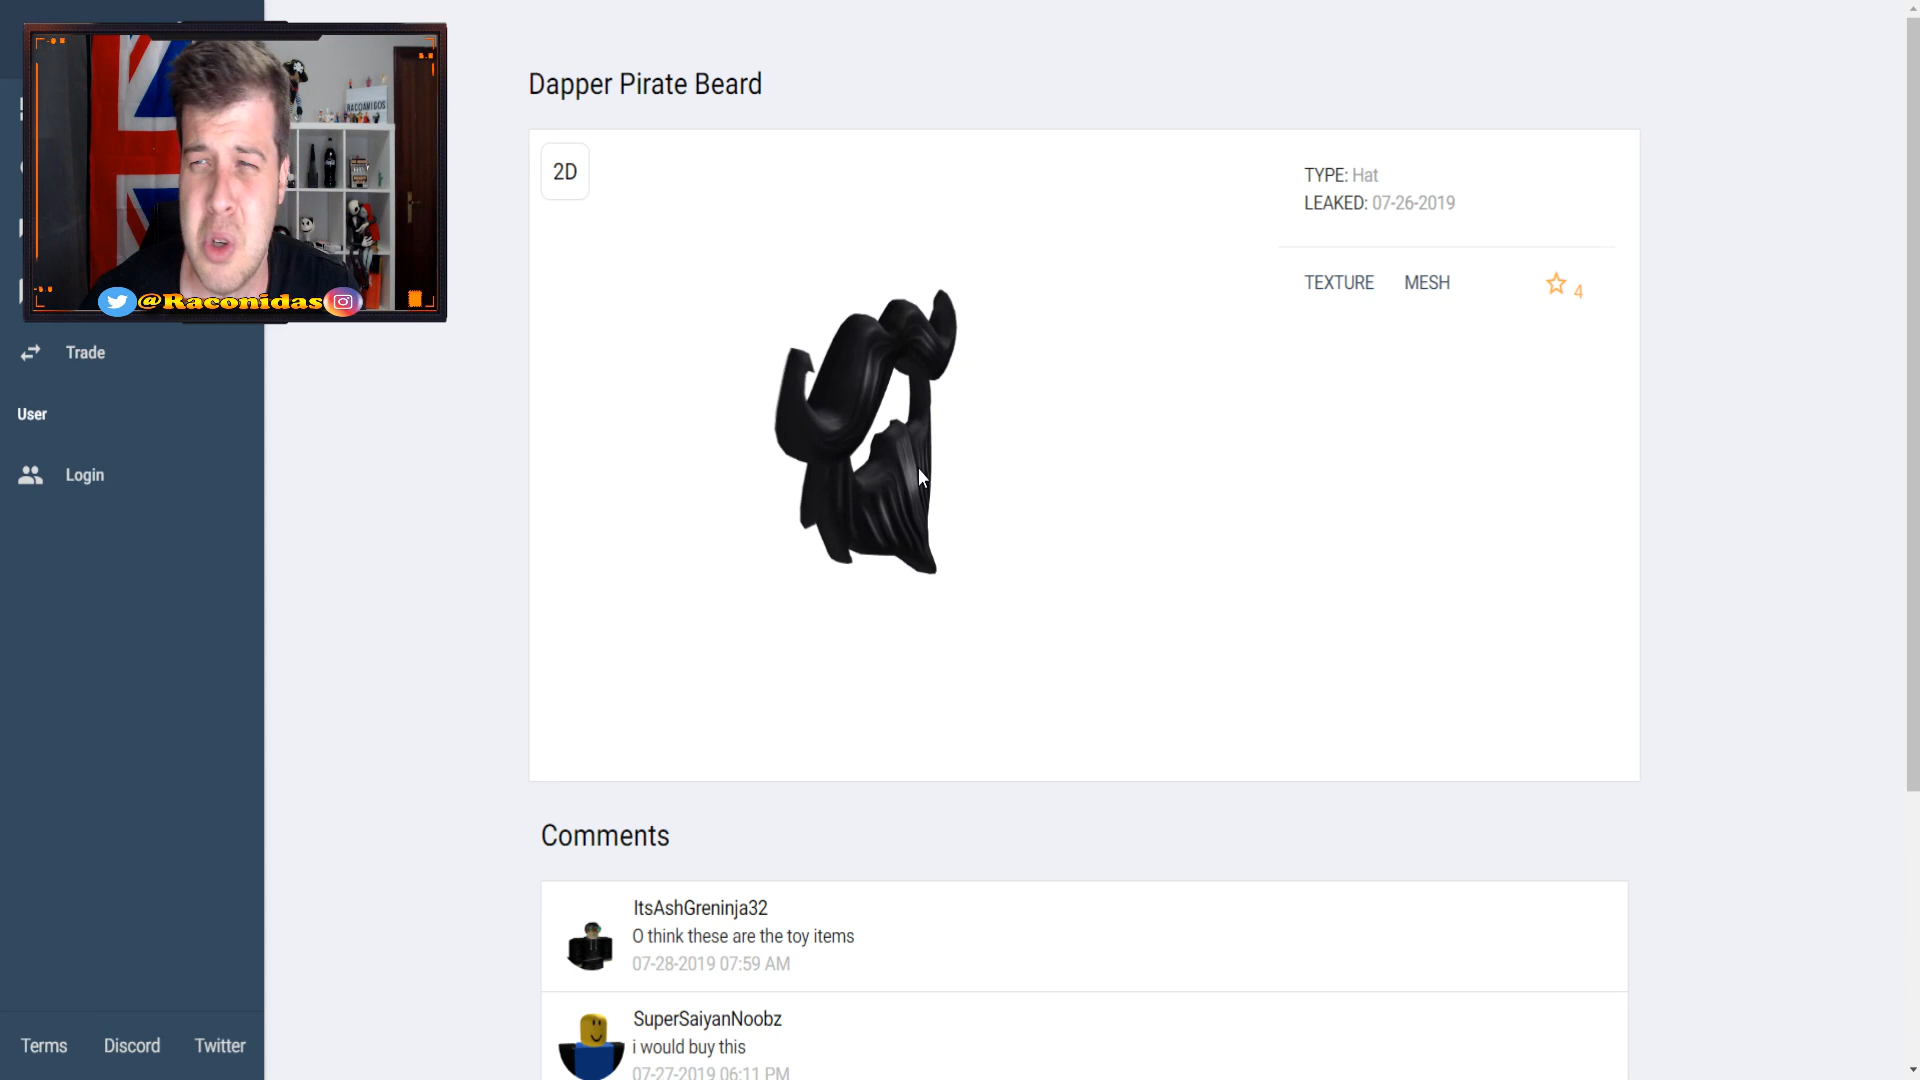 RACOAMIGOS
@Raconidas
Trade
User
Login
Terms
Discord
Twitter
Dapper Pirate Beard
2D
TYPE: Hat
LEAKED: 07-26-2019
TEXTURE
MESH
4
Comments
ItsAshGreninja32
O think these are the toy items
07-28-2019 07:59 AM
SuperSaiyanNoobz
i would buy this
07-27-2019 06:11 PM